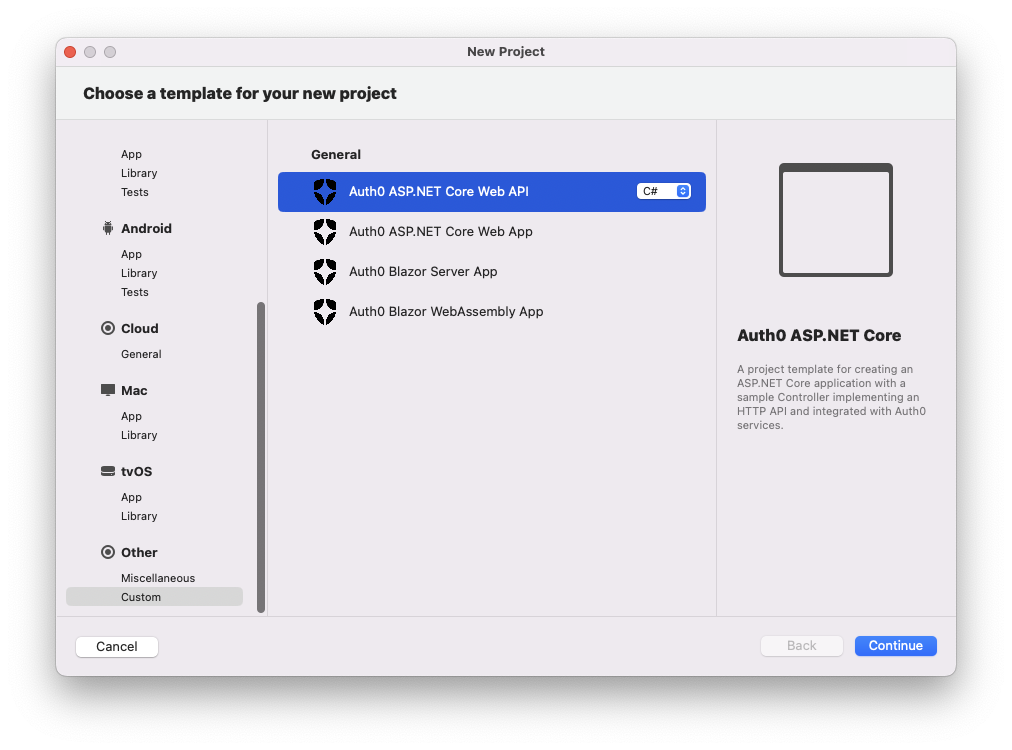 New Project
Choose a template for your new project
App
Library
Tests
Android
App
Library
Tests
Cloud
General
Mac
App
Library
tvOS
App
Library
Other
Miscellaneous
Custom
General
Auth0 ASP.NET Core Web API
C#
Auth0 ASP.NET Core Web App
Auth0 Blazor Server App
Auth0 Blazor WebAssembly App
Auth0 ASP.NET Core
A project template for creating an
ASP.NET Core application with a
sample Controller implementing an
HTTP API and integrated with Auth0
services.
Cancel
Back
Continue